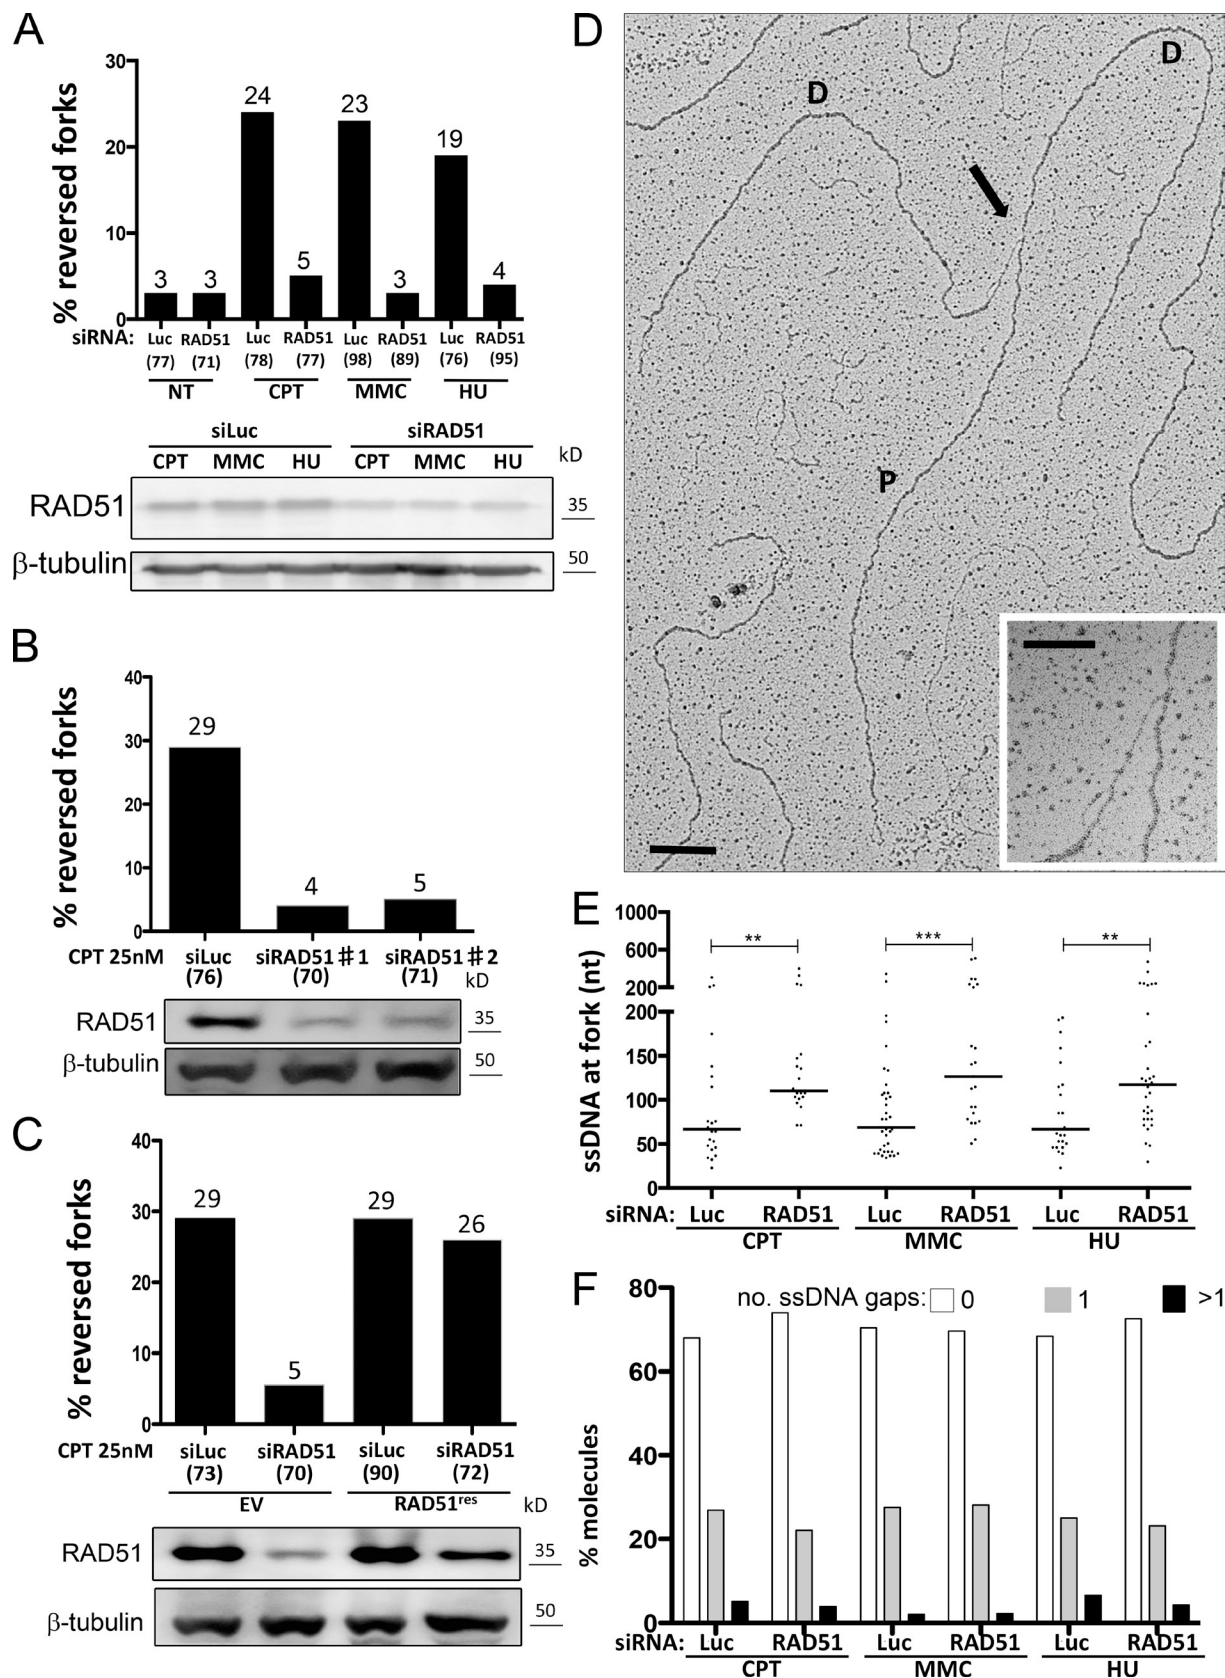 A
% reversed forks
30
20
10
0
3
3
24
5
23
3
19
4
siRNA: Luc RAD51 Luc RAD51 Luc RAD51 Luc RAD51
(77) (71) (78) (77) (98) (89) (76) (95)
NT CPT MMC HU
siLuc siRAD51
CPT MMC HU CPT MMC HU kD
RAD51 35
β-tubulin 50
B
% reversed forks
40
30
20
10
0
29
4
5
CPT 25nM siLuc siRAD51 #1 siRAD51 #2
(76) (70) (71) kD
RAD51 35
β-tubulin 50
C
% reversed forks
40
30
20
10
0
29
5
29
26
CPT 25nM siLuc siRAD51 siLuc siRAD51
(73) (70) (90) (72)
EV RAD51res kD
RAD51 35
β-tubulin 50
D
D
D
P
E
ssDNA at fork (nt)
1000
600
200
200
150
100
50
0
**
***
**
siRNA: Luc RAD51 Luc RAD51 Luc RAD51
CPT MMC HU
F
% molecules
80
60
40
20
0
no. ssDNA gaps: 0 1 >1
siRNA: Luc RAD51 Luc RAD51 Luc RAD51
CPT MMC HU